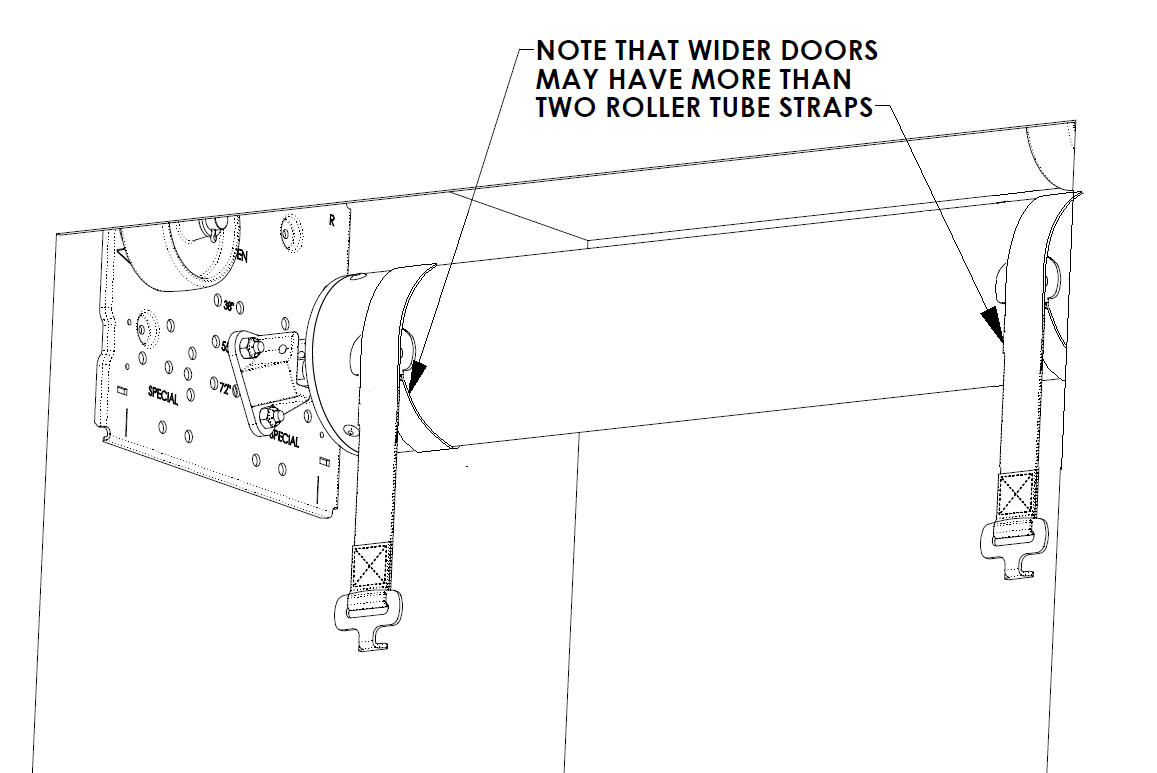 NOTE THAT WIDER DOORS
MAY HAVE MORE THAN
TWO ROLLER TUBE STRAPS
R
36"
72"
SPECIAL
SPECIAL